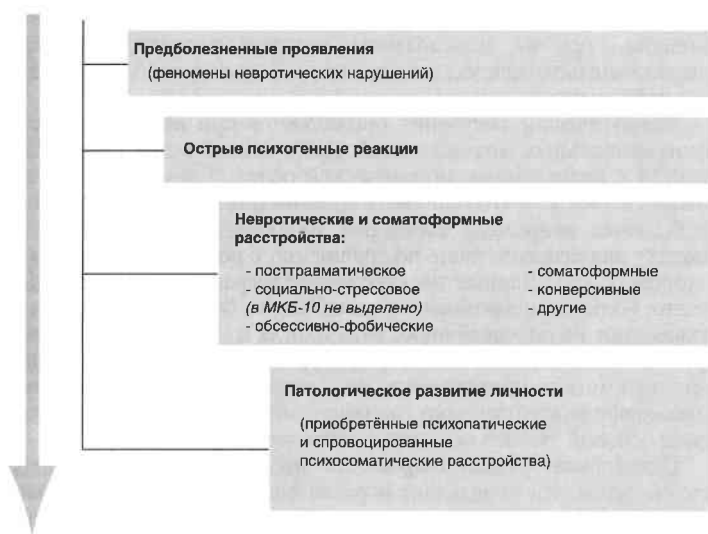 Предболезненные проявления
(феномены невротических нарушений)
Острые психогенные реакции
Невротические и соматоформные
расстройства:
- посттравматическое
- социально-стрессовое
(в МКБ-10 не выделено)
- обсессивно-фобические
- соматоформные
- конверсивные
- другие
Патологическое развитие личности
(приобретённые психопатические
и спровоцированные
психосоматические расстройства)